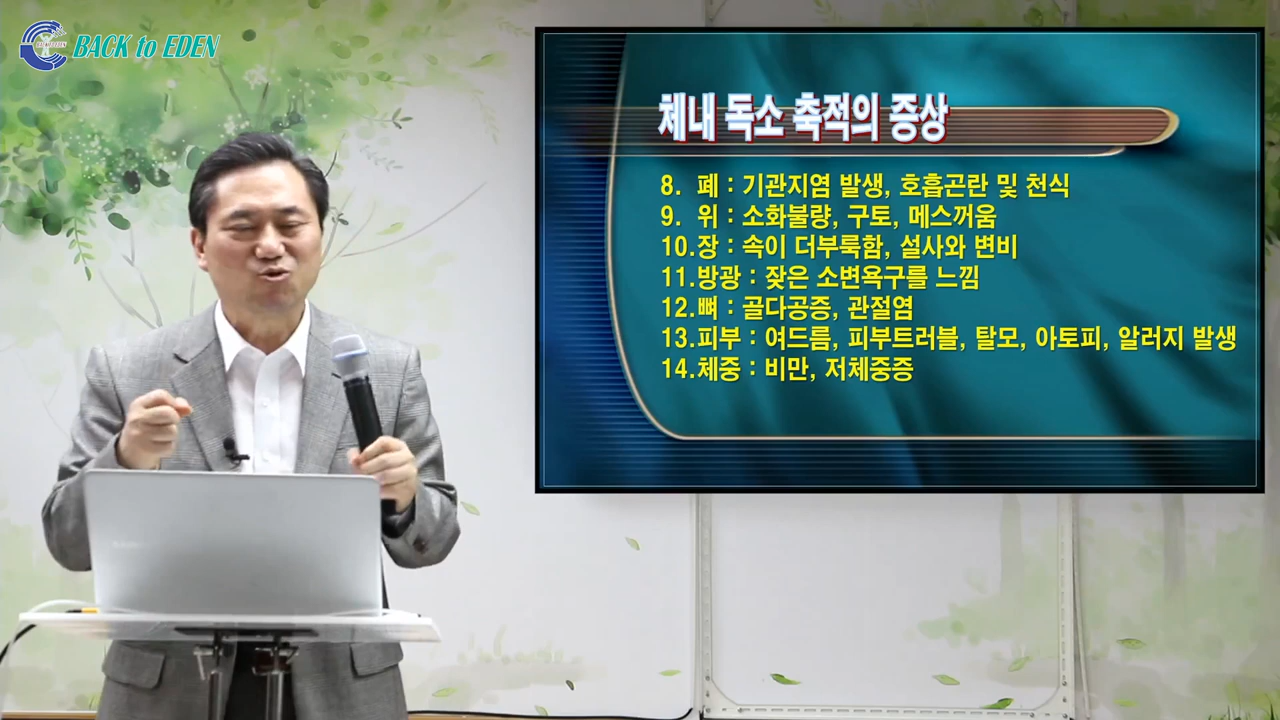 BACK to EDEN
체내 독소 축적의 증상
8. 폐 : 기관지염 발생, 호흡곤란 및 천식
9. 위 : 소화불량, 구토, 메스꺼움
10.장 : 속이 더부룩함, 설사와 변비
11.방광 : 잦은 소변욕구를 느낌
12.뼈 : 골다공증, 관절염
13.피부 : 여드름, 피부트러블, 탈모, 아토피, 알러지 발생
14.체중 : 비만, 저체중증